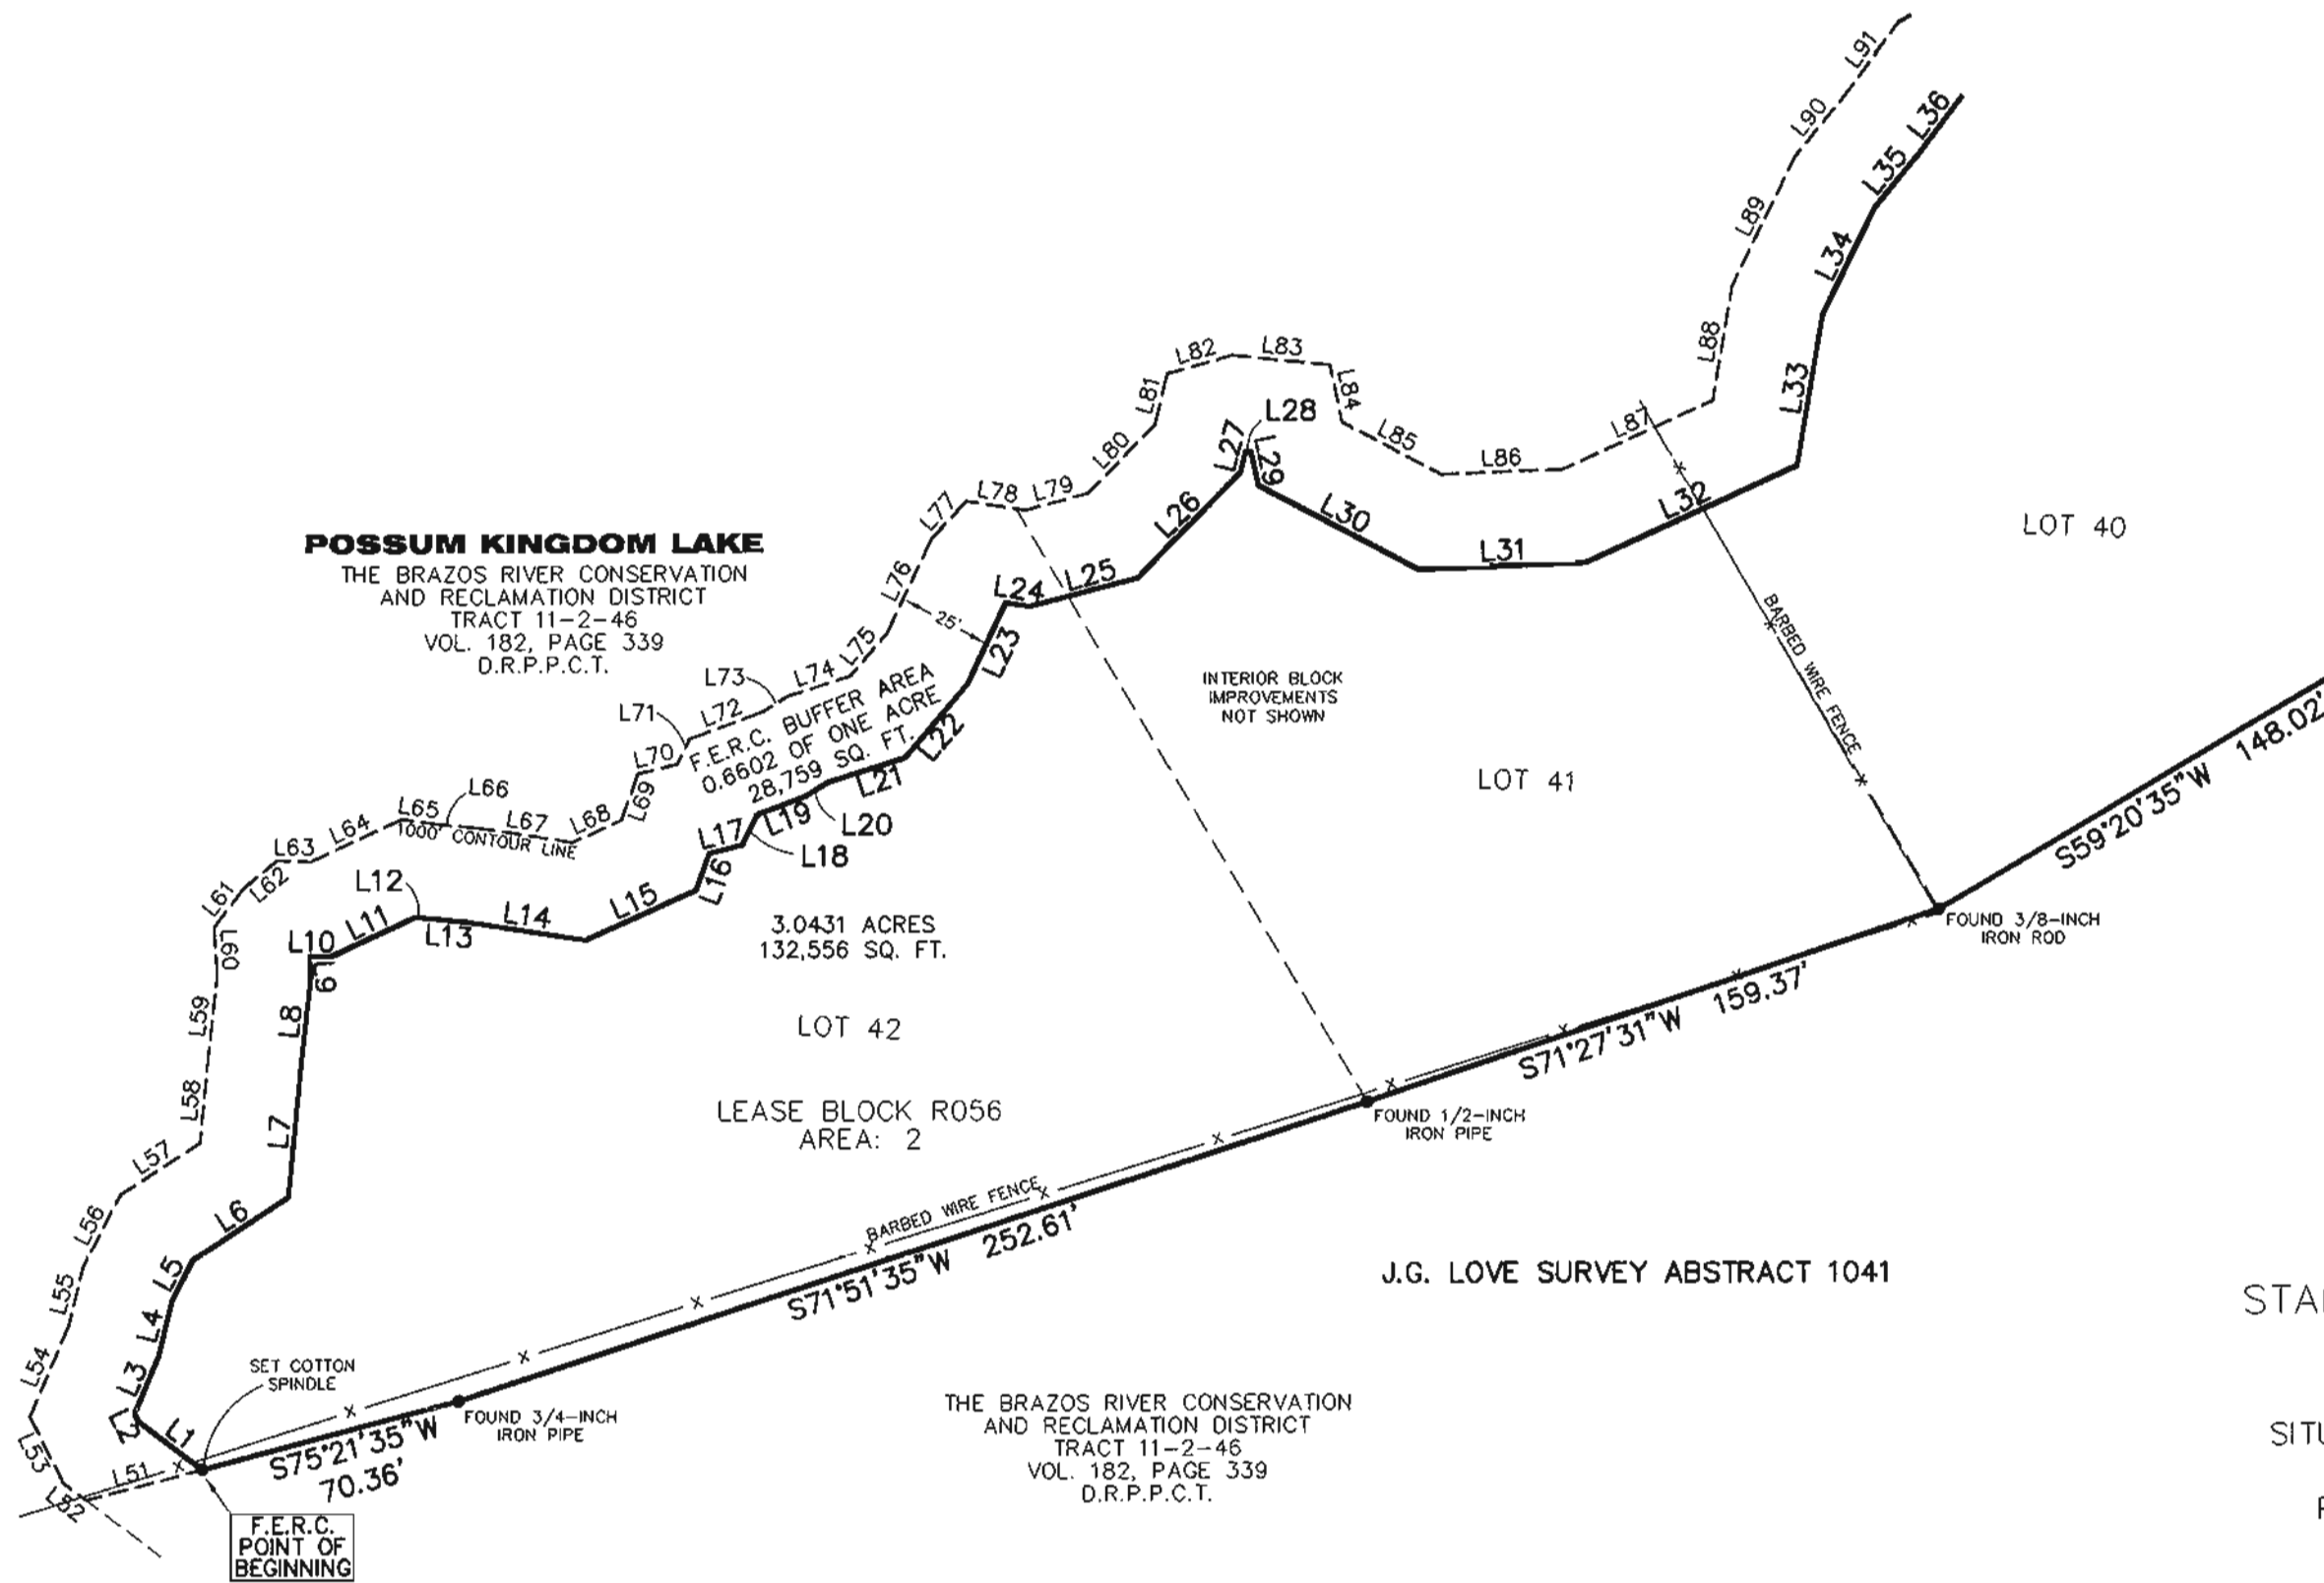 L91
L90
L36
L35
L89
L34
L88
L33
L82
L83
L81
L84
L28
L27
L29
L80
L85
L87
L86
L78
L79
L77
L26
L30
L32
L31
LOT 40
POSSUM KINGDOM LAKE
THE BRAZOS RIVER CONSERVATION
AND RECLAMATION DISTRICT
TRACT 11-2-46
VOL. 182, PAGE 339
D.R.P.P.C.T.
L76
25'
L24
L25
L23
L75
L74
L73
L72
L71
L70
F.E.R.C. BUFFER AREA
0.6602 OF ONE ACRE
28,759 SQ. FT.
L22
L21
L20
L19
L18
L17
L16
L69
L68
L67
L66
L65
1000' CONTOUR LINE
L64
L63
L62
L61
L60
L59
L58
L57
L56
L55
L54
L53
L52
L51
L15
L14
L13
L12
L11
L10
L9
L8
L7
L6
L5
L4
L3
L2
L1
INTERIOR BLOCK
IMPROVEMENTS
NOT SHOWN
BARBED WIRE FENCE
LOT 41
S59°20'35"W 148.02'
FOUND 3/8-INCH
IRON ROD
3.0431 ACRES
132,556 SQ. FT.
LOT 42
LEASE BLOCK R056
AREA: 2
S71°27'31"W 159.37'
FOUND 1/2-INCH
IRON PIPE
BARBED WIRE FENCE
S71°51'35"W 252.61'
J.G. LOVE SURVEY ABSTRACT 1041
STA
SET COTTON
SPINDLE
FOUND 3/4-INCH
IRON PIPE
S75°21'35"W
70.36'
THE BRAZOS RIVER CONSERVATION
AND RECLAMATION DISTRICT
TRACT 11-2-46
VOL. 182, PAGE 339
D.R.P.P.C.T.
SITU
F.E.R.C.
POINT OF
BEGINNING